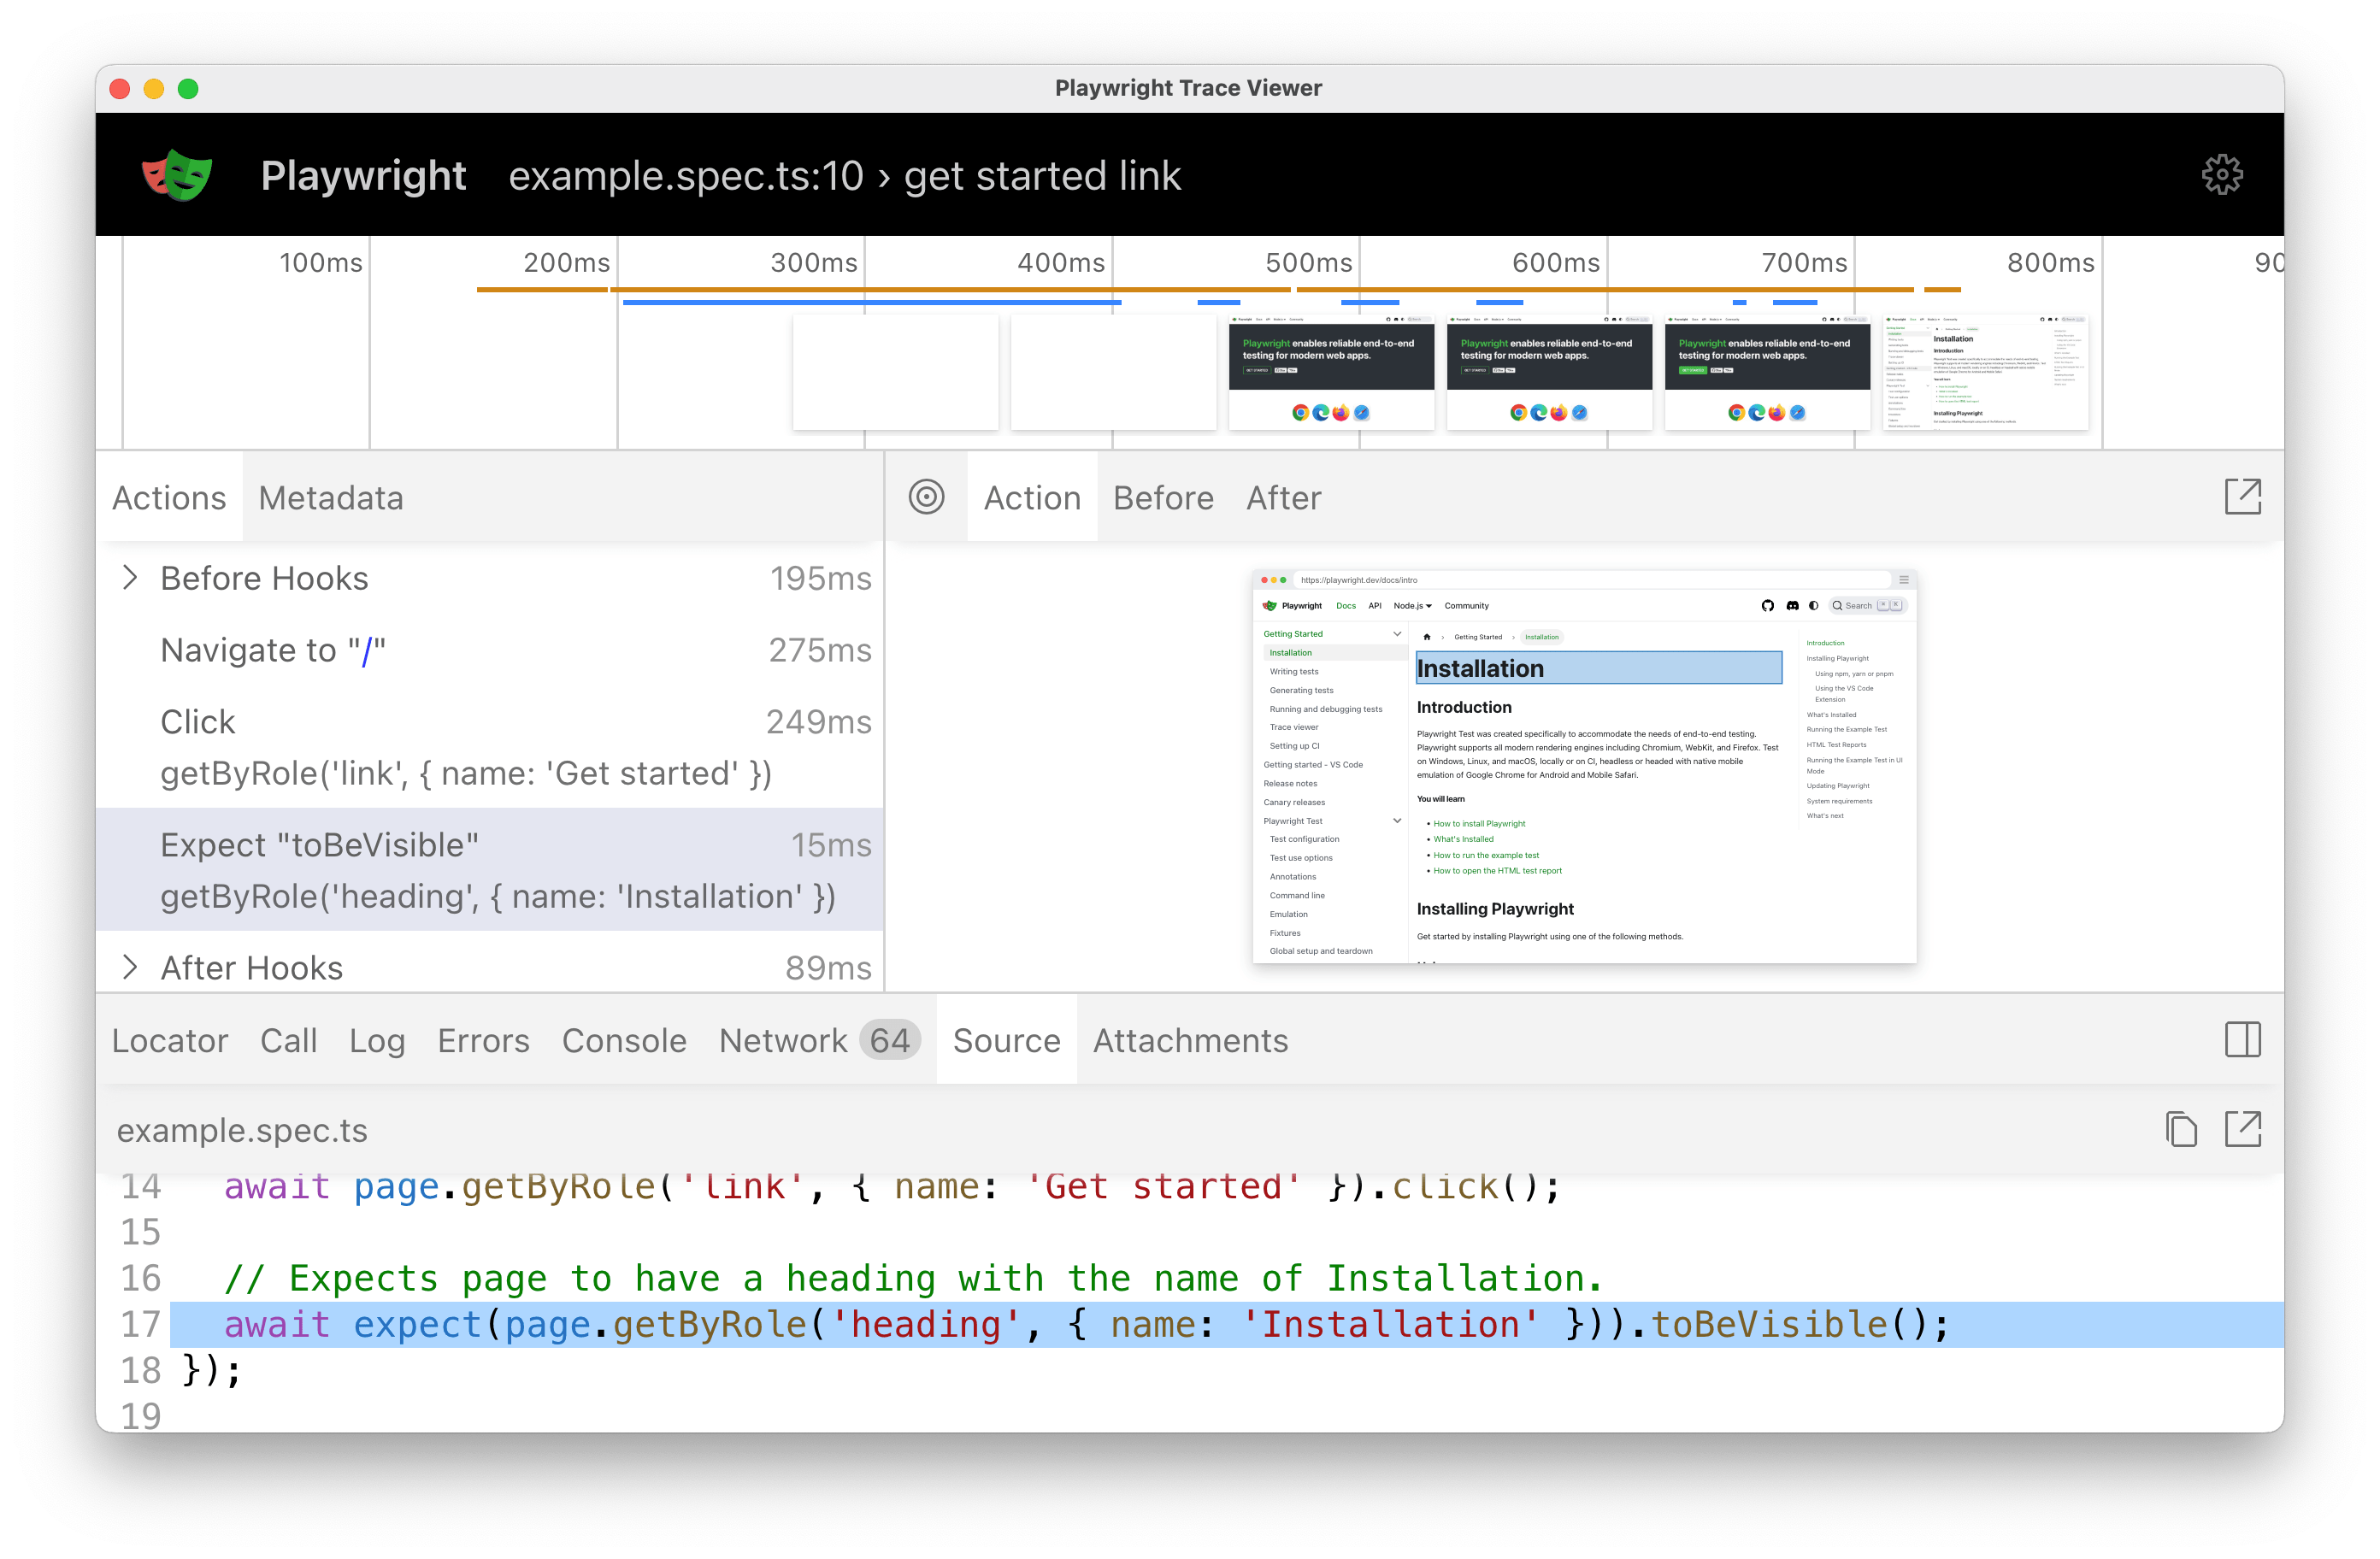 Playwright Trace Viewer
Playwright example.spec.ts:10 › get started link
100ms 200ms 300ms 400ms 500ms 600ms 700ms 800ms 90
Playwright enables reliable end-to-end
testing for modern web apps.
GET STARTED
Playwright enables reliable end-to-end
testing for modern web apps.
GET STARTED
Playwright enables reliable end-to-end
testing for modern web apps.
GET STARTED
Installation
Introduction
Installing Playwright
Actions Metadata
Before Hooks 195ms
Navigate to "/" 275ms
Click 249ms
getByRole('link', { name: 'Get started' })
Expect "toBeVisible" 15ms
getByRole('heading', { name: 'Installation' })
After Hooks 89ms
Action Before After
https://playwright.dev/docs/intro
Playwright Docs API Node.js Community Search
Getting Started
Installation
Writing tests
Generating tests
Running and debugging tests
Trace viewer
Setting up CI
Getting started - VS Code
Release notes
Canary releases
Playwright Test
Test configuration
Test use options
Annotations
Command line
Emulation
Fixtures
Global setup and teardown
Getting Started › Installation
Installation
Introduction
Playwright Test was created specifically to accommodate the needs of end-to-end testing.
Playwright supports all modern rendering engines including Chromium, WebKit, and Firefox. Test
on Windows, Linux, and macOS, locally or on CI, headless or headed with native mobile
emulation of Google Chrome for Android and Mobile Safari.
You will learn
• How to install Playwright
• What's Installed
• How to run the example test
• How to open the HTML test report
Installing Playwright
Get started by installing Playwright using one of the following methods.
Introduction
Installing Playwright
Using npm, yarn or pnpm
Using the VS Code
Extension
What's Installed
Running the Example Test
HTML Test Reports
Running the Example Test in UI
Mode
Updating Playwright
System requirements
What's next
Locator Call Log Errors Console Network 64 Source Attachments
example.spec.ts
14 await page.getByRole('link', { name: 'Get started' }).click();
15
16 // Expects page to have a heading with the name of Installation.
17 await expect(page.getByRole('heading', { name: 'Installation' })).toBeVisible();
18 });
19